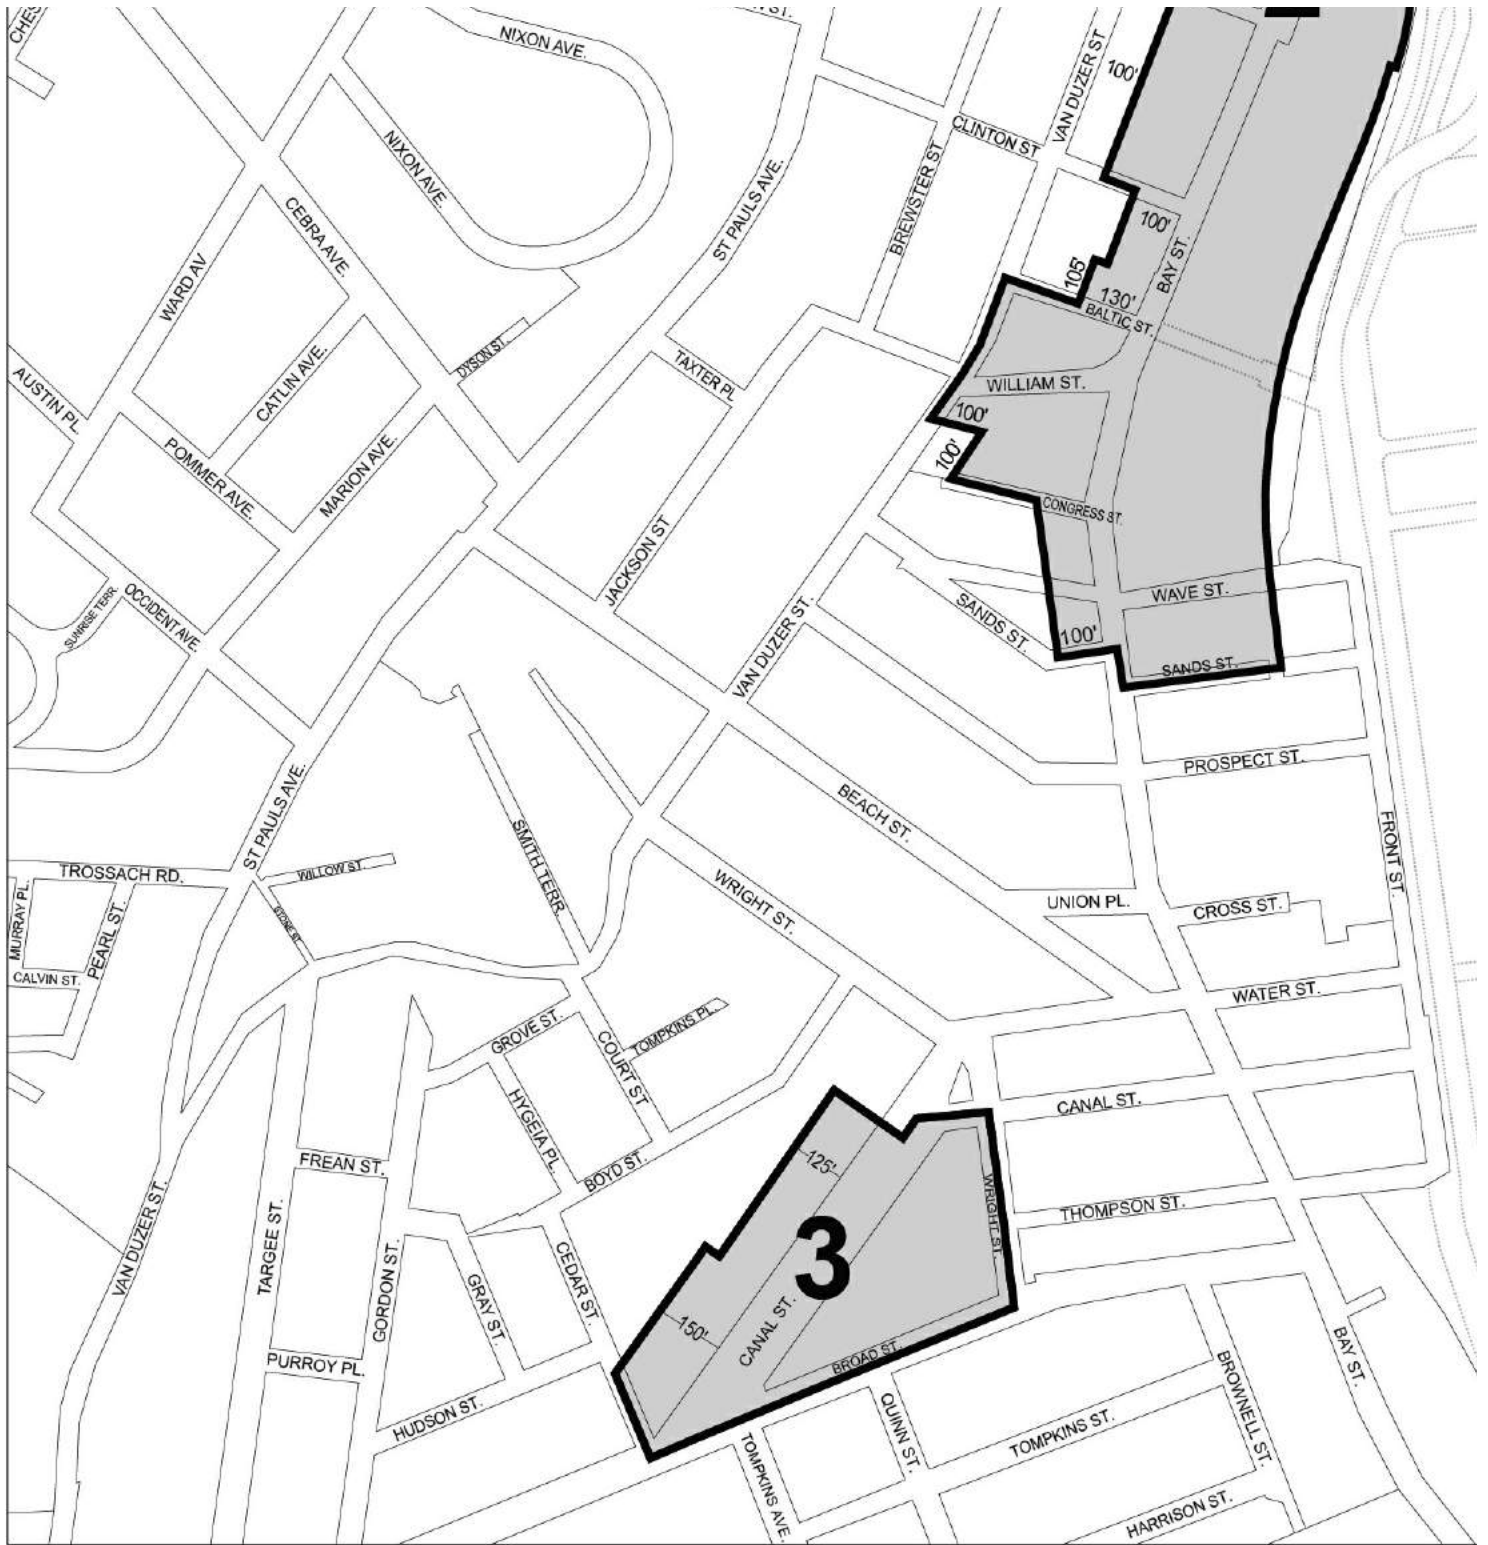 NIXON AVE.
VAN DUZER ST
100'
CLINTON ST
NIXON AVE.
BREWSTER ST
ST PAULS AVE.
CEBRA AVE.
100'
BAY ST.
WARD AV
105'
130'
BALTIC ST.
DYSON ST.
TAXTER PL
CATLIN AVE.
WILLIAM ST.
AUSTIN PL.
100'
POMMER AVE.
MARION AVE.
100'
CONGRESS ST.
JACKSON ST
WAVE ST.
SUNRISE TERR.
OCCIDENT AVE.
SANDS ST.
100'
VAN DUZER ST.
SANDS ST.
PROSPECT ST.
ST PAULS AVE.
BEACH ST.
FRONT ST.
SMITH TERR.
TROSSACH RD.
WILLOW ST.
WRIGHT ST.
UNION PL.
CROSS ST.
MURRAY PL.
PEARL ST.
STONE ST.
CALVIN ST.
WATER ST.
GROVE ST.
TOMPKINS PL.
COURT ST
CANAL ST.
HYGEIA PL.
FREAN ST.
BOYD ST.
125'
WRIGHT ST.
THOMPSON ST.
VAN DUZER ST.
TARGEE ST.
3
GORDON ST.
GRAY ST.
CEDAR ST.
150'
CANAL ST.
BROAD ST.
PURROY PL.
BAY ST.
BROWNELL ST.
HUDSON ST.
QUINN ST.
TOMPKINS ST.
TOMPKINS AVE.
HARRISON ST.